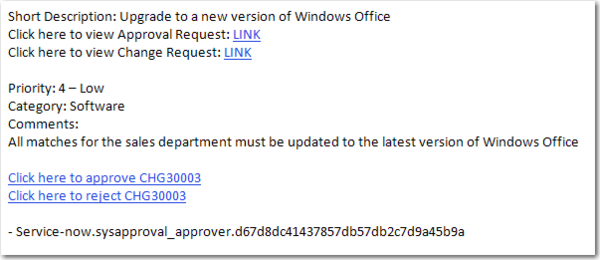 Short Description: Upgrade to a new version of Windows Office
Click here to view Approval Request: LINK
Click here to view Change Request: LINK
Priority: 4 – Low
Category: Software
Comments:
All matches for the sales department must be updated to the latest version of Windows Office
Click here to approve CHG30003
Click here to reject CHG30003
- Service-now.sysapproval_approver.d67d8dc41437857db57db2c7d9a45b9a